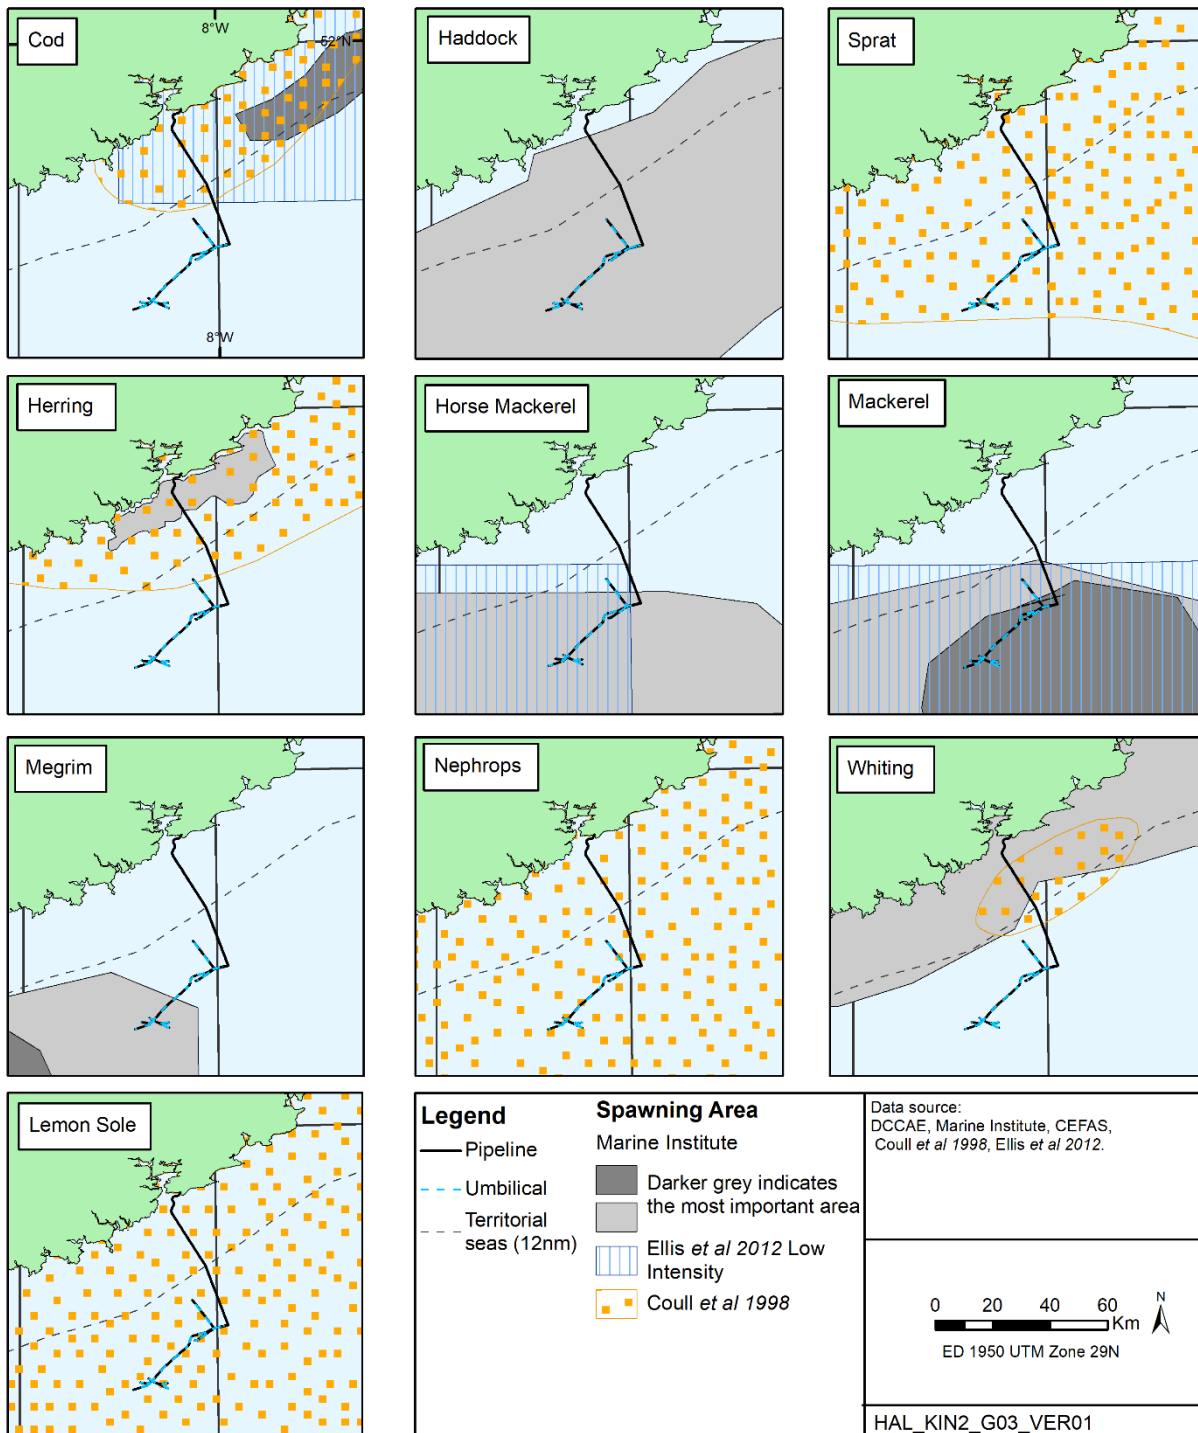 Cod
8°W
52°N
8°W
Haddock
Sprat
Herring
Horse Mackerel
Mackerel
Megrim
Nephrops
Whiting
Lemon Sole
Legend
Pipeline
Umbilical
Territorial
seas (12nm)
Spawning Area
Marine Institute
Darker grey indicates
the most important area
Ellis et al 2012 Low
Intensity
Coull et al 1998
Data source:
DCCAE, Marine Institute, CEFAS,
Coull et al 1998, Ellis et al 2012.
0 20 40 60
Km
N
ED 1950 UTM Zone 29N
HAL_KIN2_G03_VER01